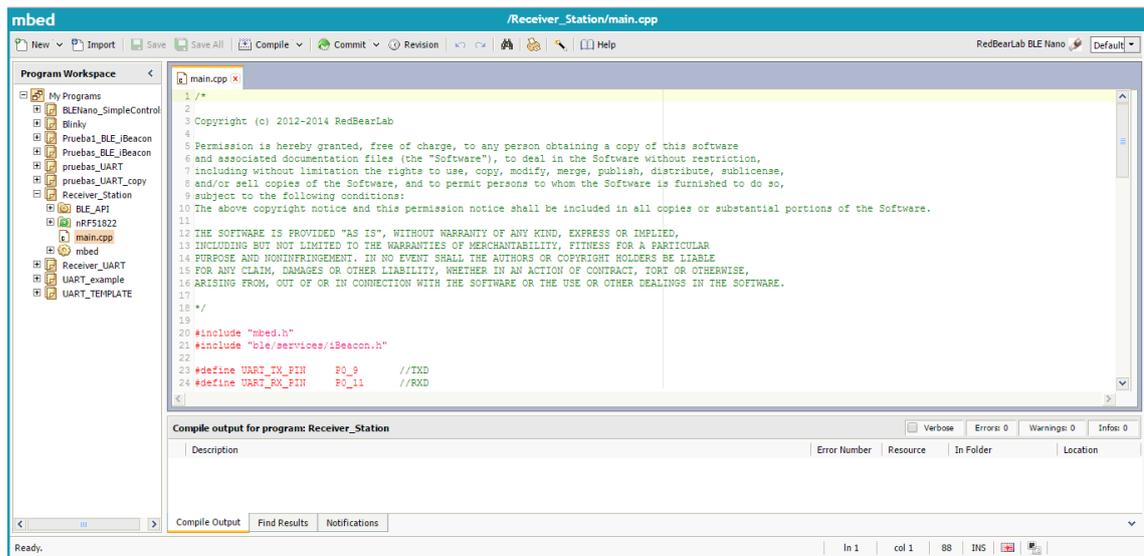 mbed /Receiver_Station/main.cpp
New Import Save Save All Compile Commit Revision Help RedBearLab BLE Nano Default
Program Workspace
My Programs
BLENano_SimpleControl
Blinky
Prueba1_BLE_iBeacon
Pruebas_BLE_iBeacon
pruebas_UART
pruebas_UART_copy
Receiver_Station
BLE_API
nRF51822
main.cpp
mbed
Receiver_UART
UART_example
UART_TEMPLATE
main.cpp x
1 /*
2
3 Copyright (c) 2012-2014 RedBearLab
4
5 Permission is hereby granted, free of charge, to any person obtaining a copy of this software
6 and associated documentation files (the "Software"), to deal in the Software without restriction,
7 including without limitation the rights to use, copy, modify, merge, publish, distribute, sublicense,
8 and/or sell copies of the Software, and to permit persons to whom the Software is furnished to do so,
9 subject to the following conditions:
10 The above copyright notice and this permission notice shall be included in all copies or substantial portions of the Software.
11
12 THE SOFTWARE IS PROVIDED "AS IS", WITHOUT WARRANTY OF ANY KIND, EXPRESS OR IMPLIED,
13 INCLUDING BUT NOT LIMITED TO THE WARRANTIES OF MERCHANTABILITY, FITNESS FOR A PARTICULAR
14 PURPOSE AND NONINFRINGEMENT. IN NO EVENT SHALL THE AUTHORS OR COPYRIGHT HOLDERS BE LIABLE
15 FOR ANY CLAIM, DAMAGES OR OTHER LIABILITY, WHETHER IN AN ACTION OF CONTRACT, TORT OR OTHERWISE,
16 ARISING FROM, OUT OF OR IN CONNECTION WITH THE SOFTWARE OR THE USE OR OTHER DEALINGS IN THE SOFTWARE.
17
18 */
19
20 #include "mbed.h"
21 #include "ble/services/iBeacon.h"
22
23 #define UART_TX_PIN P0_9 //TXD
24 #define UART_RX_PIN P0_11 //RXD
Compile output for program: Receiver_Station Verbose Errors: 0 Warnings: 0 Infos: 0
Description Error Number Resource In Folder Location
Compile Output Find Results Notifications
Ready. ln 1 col 1 88 INS